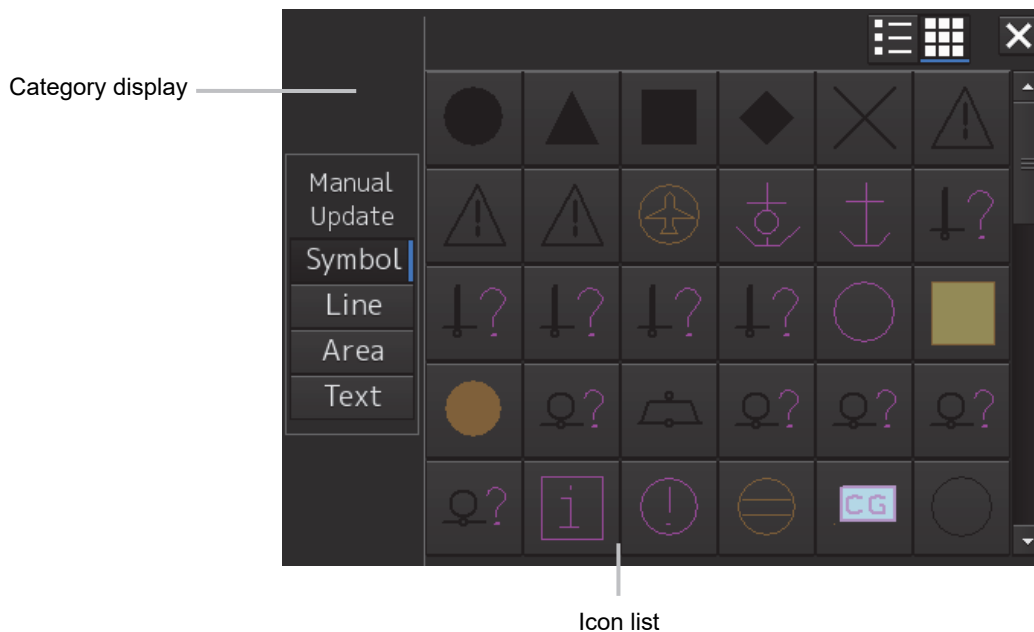 Category display
Manual
Update
Symbol
Line
Area
Text
? 
? ? ? ?
? ? ? ?
? i ! CG
Icon list